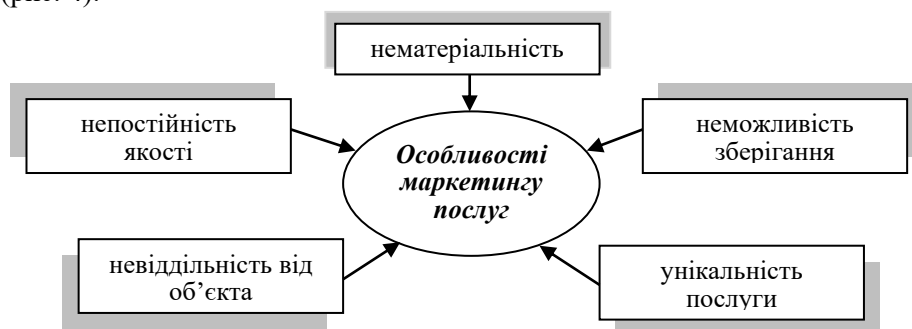 (рис. 4).
нематеріальність
непостійність
якості
неможливість
зберігання
Особливості
маркетингу
послуг
невіддільність від
об’єкта
унікальність
послуги